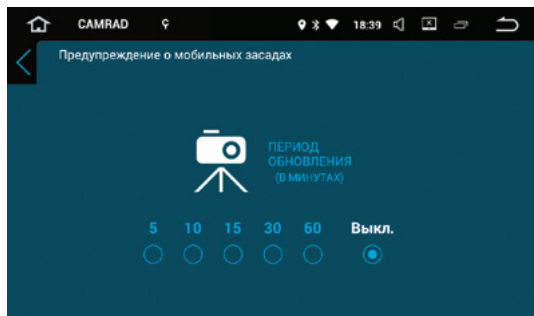 CAMRAD 18:39
Предупреждение о мобильных засадах
ПЕРИОД
ОБНОВЛЕНИЯ
(В МИНУТАХ)
5 10 15 30 60 Выкл.